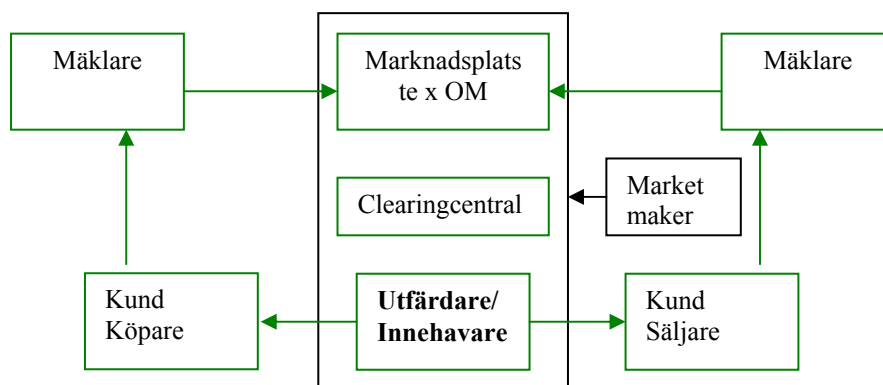 Mäklare
Marknadsplats
te x OM
Mäklare
Clearingcentral
Market
maker
Kund
Köpare
Utfärdare/
Innehavare
Kund
Säljare